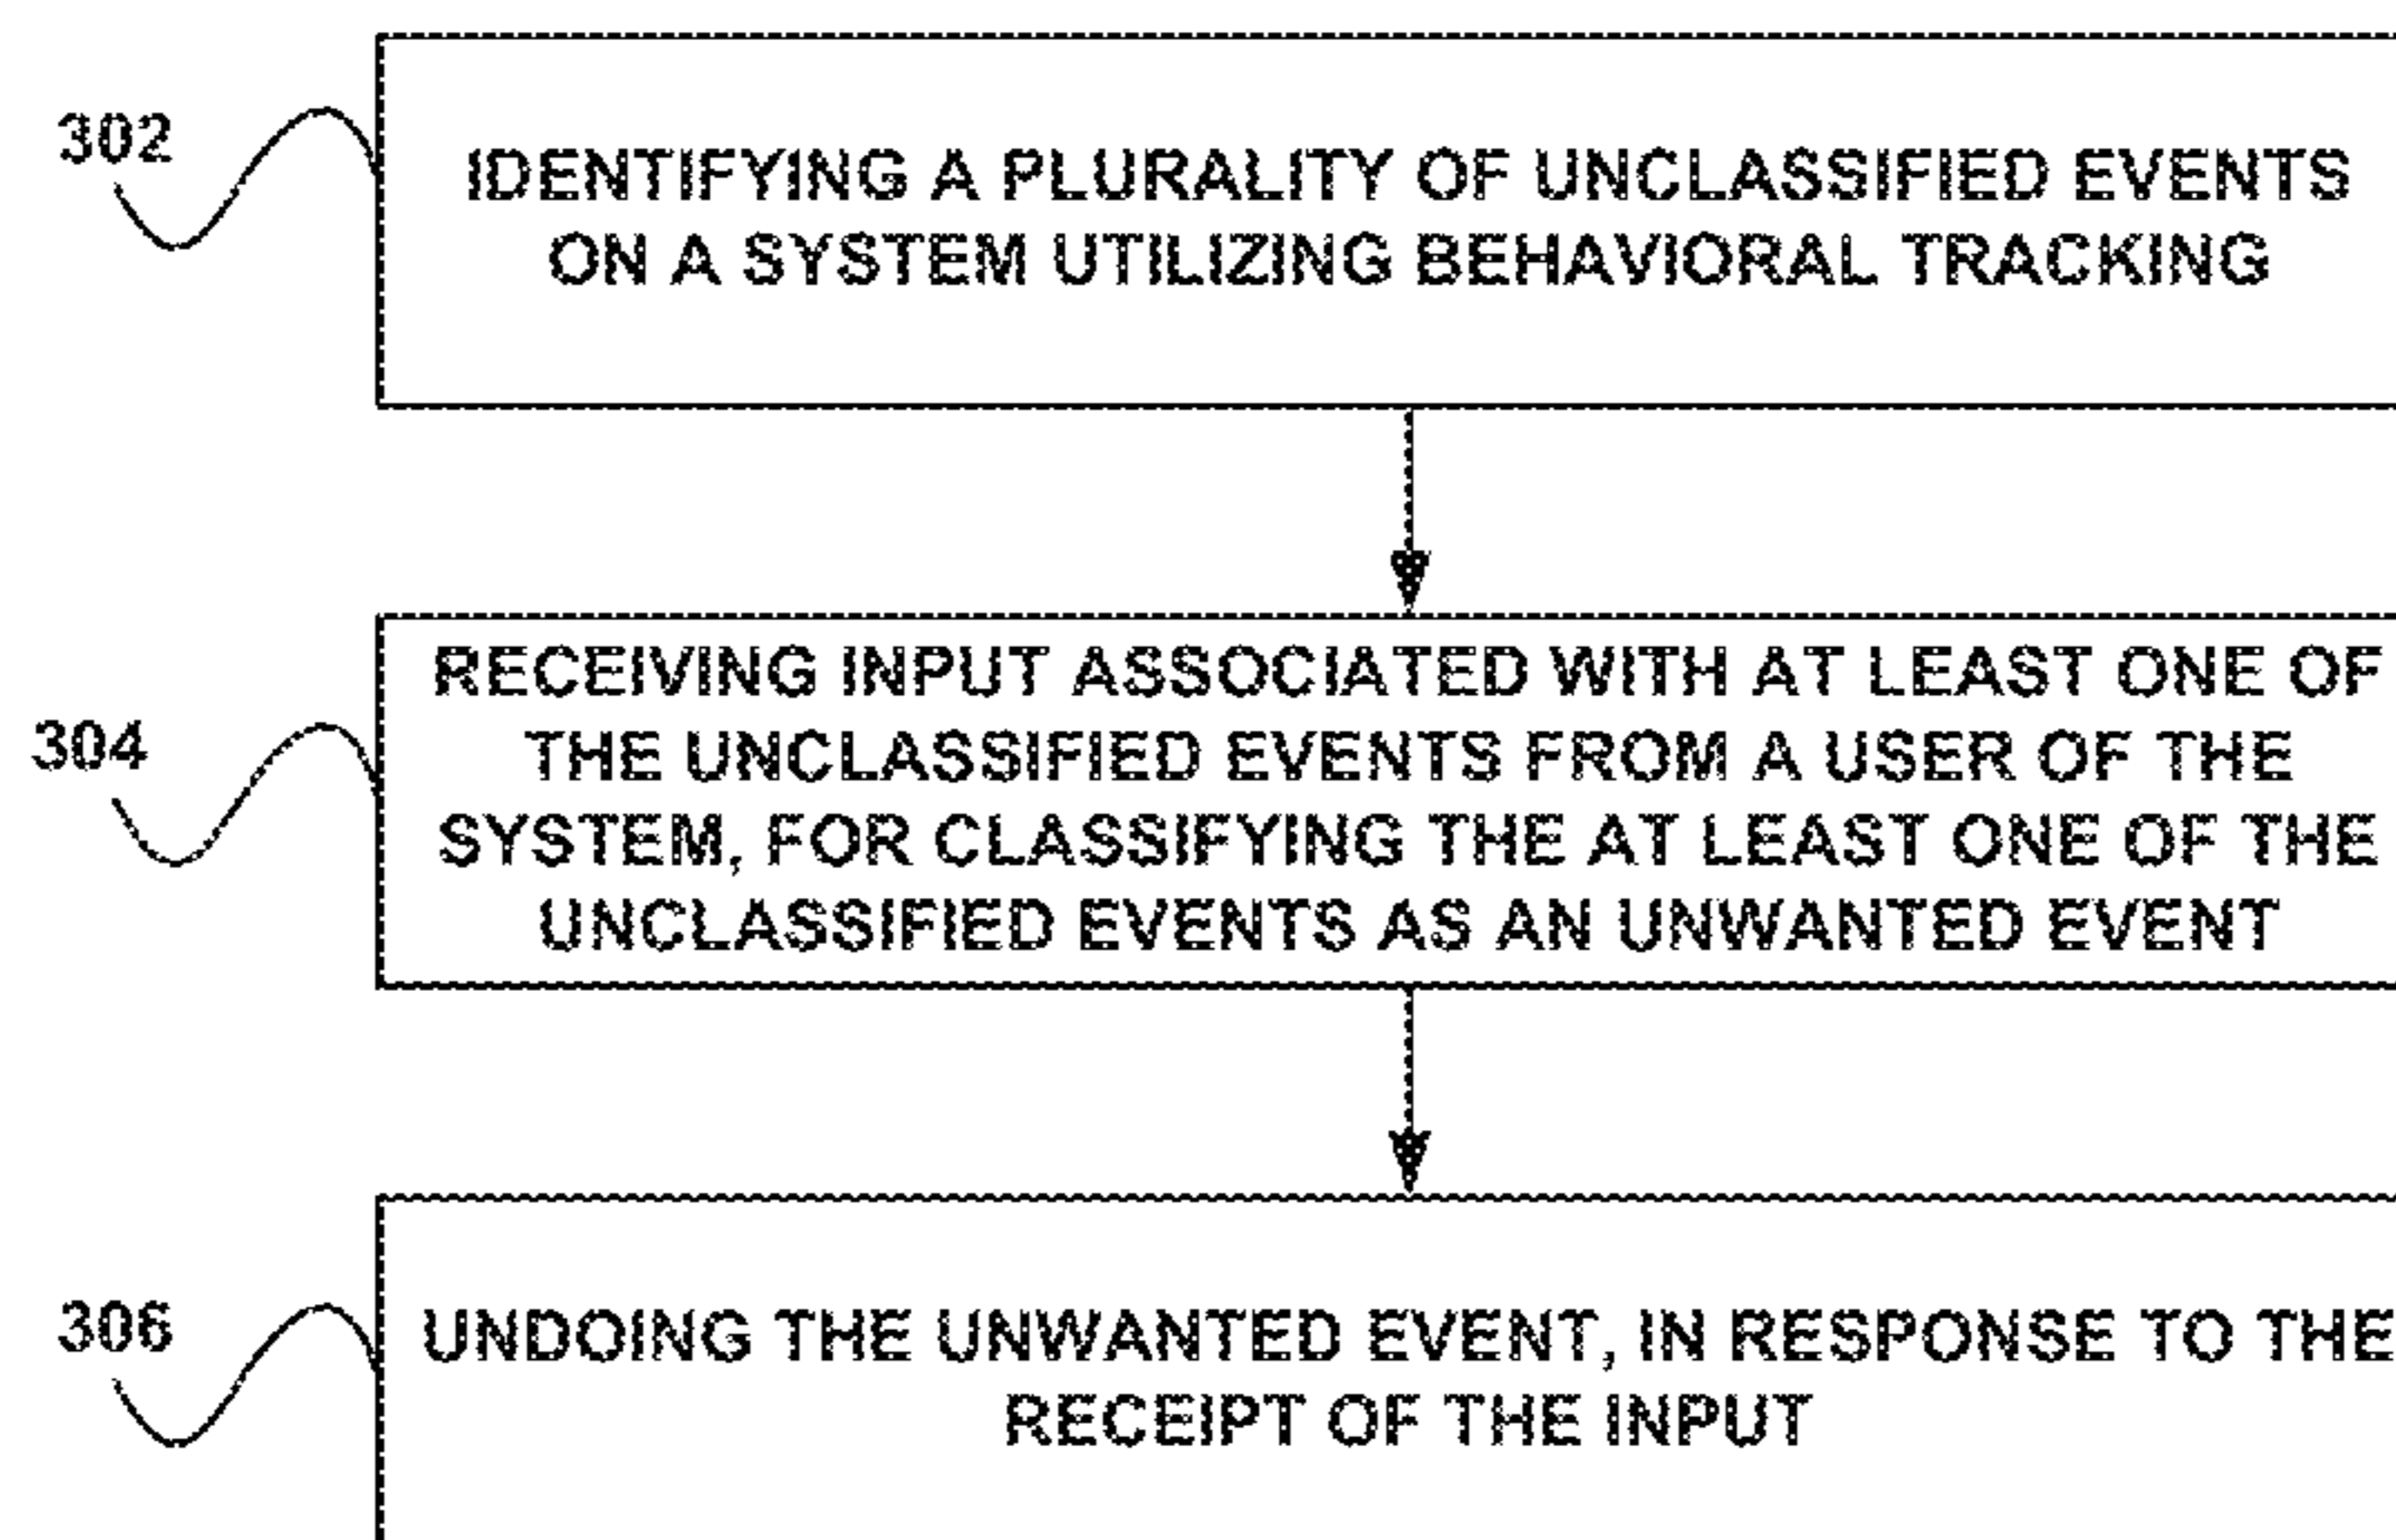 302
IDENTIFYING A PLURALITY OF UNCLASSIFIED EVENTS
ON A SYSTEM UTILIZING BEHAVIORAL TRACKING
304
RECEIVING INPUT ASSOCIATED WITH AT LEAST ONE OF
THE UNCLASSIFIED EVENTS FROM A USER OF THE
SYSTEM, FOR CLASSIFYING THE AT LEAST ONE OF THE
UNCLASSIFIED EVENTS AS AN UNWANTED EVENT
306
UNDOING THE UNWANTED EVENT, IN RESPONSE TO THE
RECEIPT OF THE INPUT